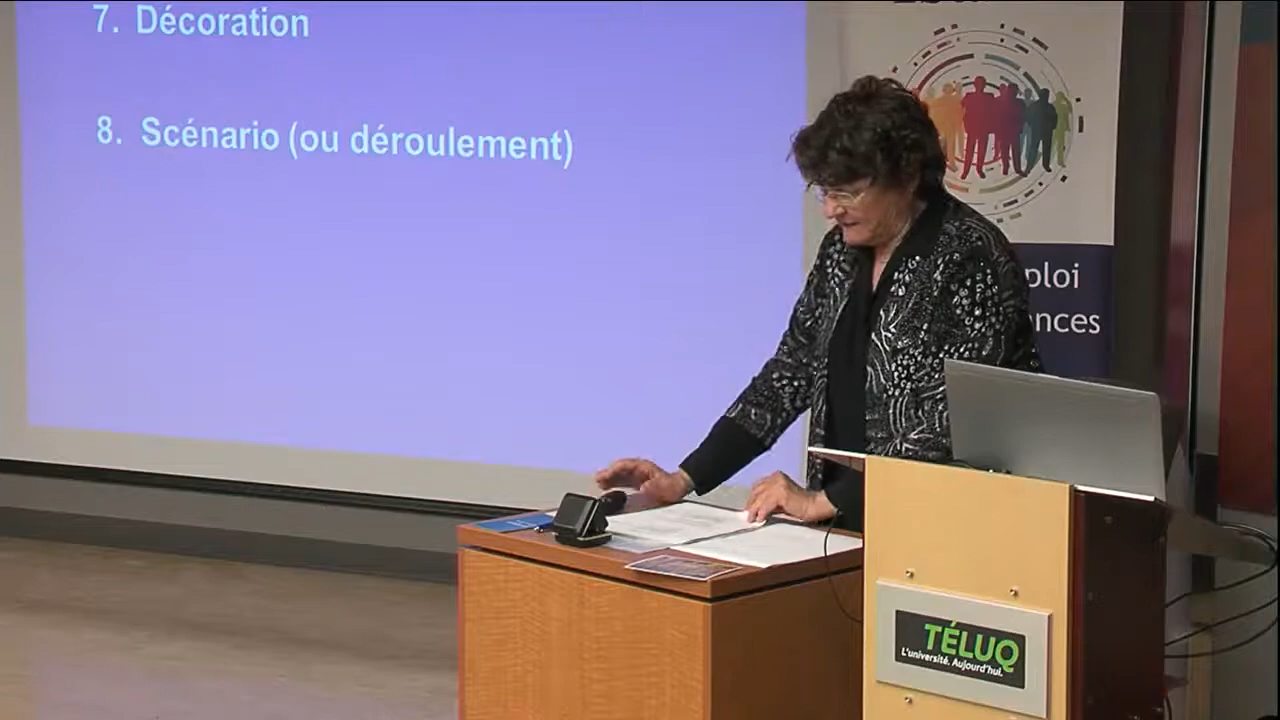 7. Décoration
8. Scénario (ou déroulement)
ploi
nces
TÉLUQ
L'université. Aujourd'hui.